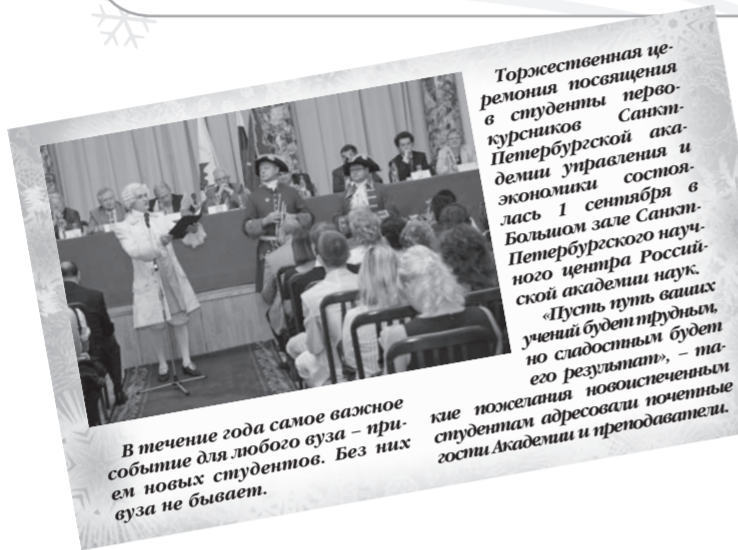 В течение года самое важное
событие для любого вуза – при-
ем новых студентов. Без них
вуза не бывает.
Торжественная це-
ремония посвящения
в студенты перво-
курсников Санкт-
Петербургской ака-
демии управления и
экономики состоя-
лась 1 сентября в
Большом зале Санкт-
Петербургского науч-
ного центра Россий-
ской академии наук.
«Пусть путь ваших
учений будет трудным,
но сладостным будет
его результат», – та-
кие пожелания новоиспеченным
студентам адресовали почетные
гости Академии и преподаватели.